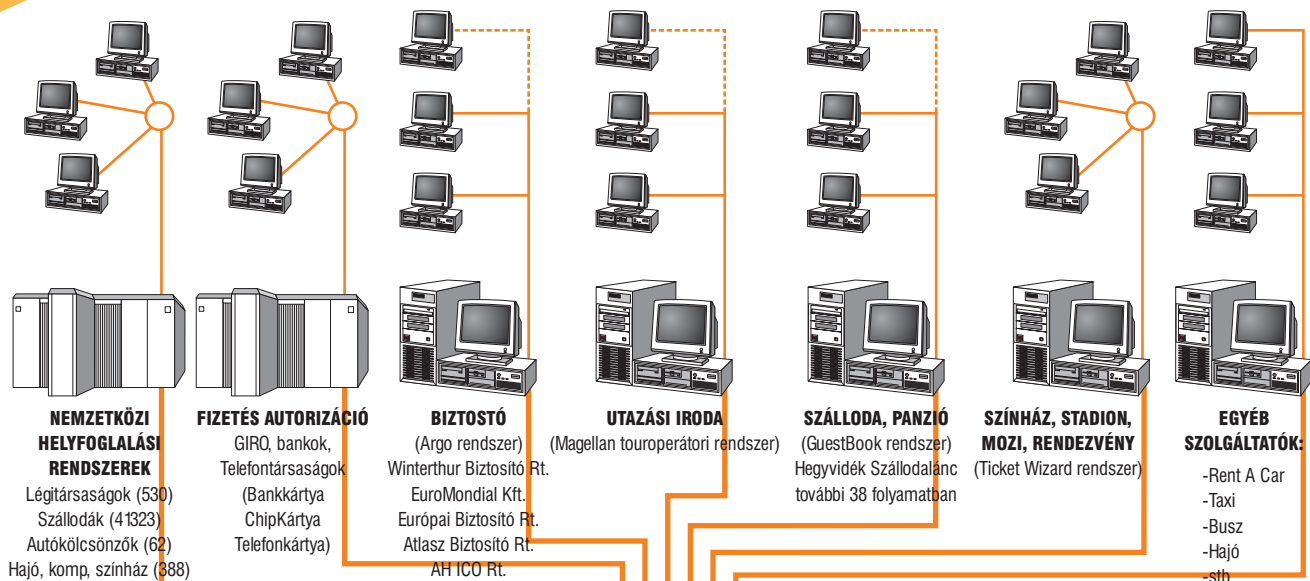 NEMZETKÖZI
HELYFOGLALÁSI
RENDSZEREK
Légitársaságok (530)
Szállodák (41323)
Autókölcsönzők (62)
Hajó, komp, színház (388)
FIZETÉS AUTORIZÁCIÓ
GIRO, bankok,
Telefontársaságok
(Bankkártya
ChipKártya
Telefonkártya)
BIZTOSTÓ
(Argo rendszer)
Winterthur Biztosító Rt.
EuroMondial Kft.
Európai Biztosító Rt.
Atlasz Biztosító Rt.
AH ICO Rt.
UTAZÁSI IRODA
(Magellan touroperátori rendszer)
SZÁLLODA, PANZIÓ
(GuestBook rendszer)
Hegyvidék Szállodalánc
további 38 folyamatban
SZÍNHÁZ, STADION,
MOZI, RENDEZVÉNY
(Ticket Wizard rendszer)
EGYÉB
SZOLGÁLTATÓK:
-Rent A Car
-Taxi
-Busz
-Hajó
-stb